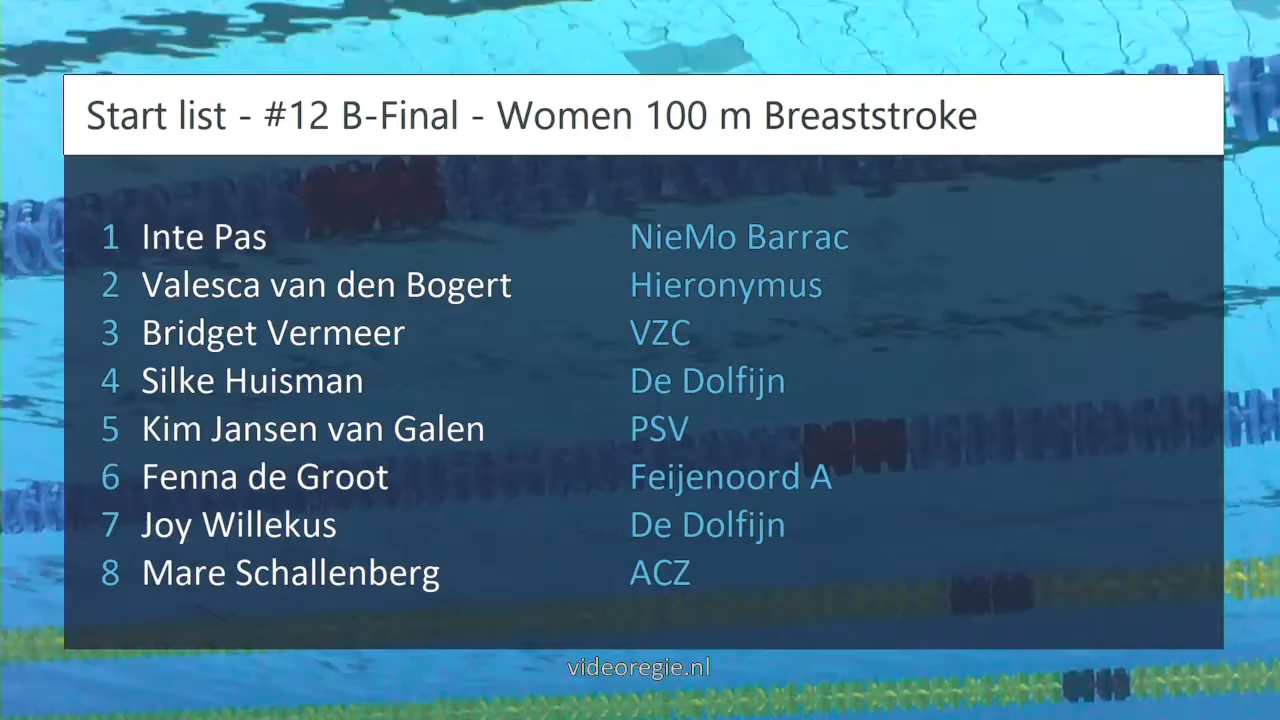 Start list - #12 B-Final - Women 100 m Breaststroke
1 Inte Pas NieMo Barrac
2 Valesca van den Bogert Hieronymus
3 Bridget Vermeer VZC
4 Silke Huisman De Dolfijn
5 Kim Jansen van Galen PSV
6 Fenna de Groot Feijenoord A
7 Joy Willekus De Dolfijn
8 Mare Schallenberg ACZ
videoregie.nl